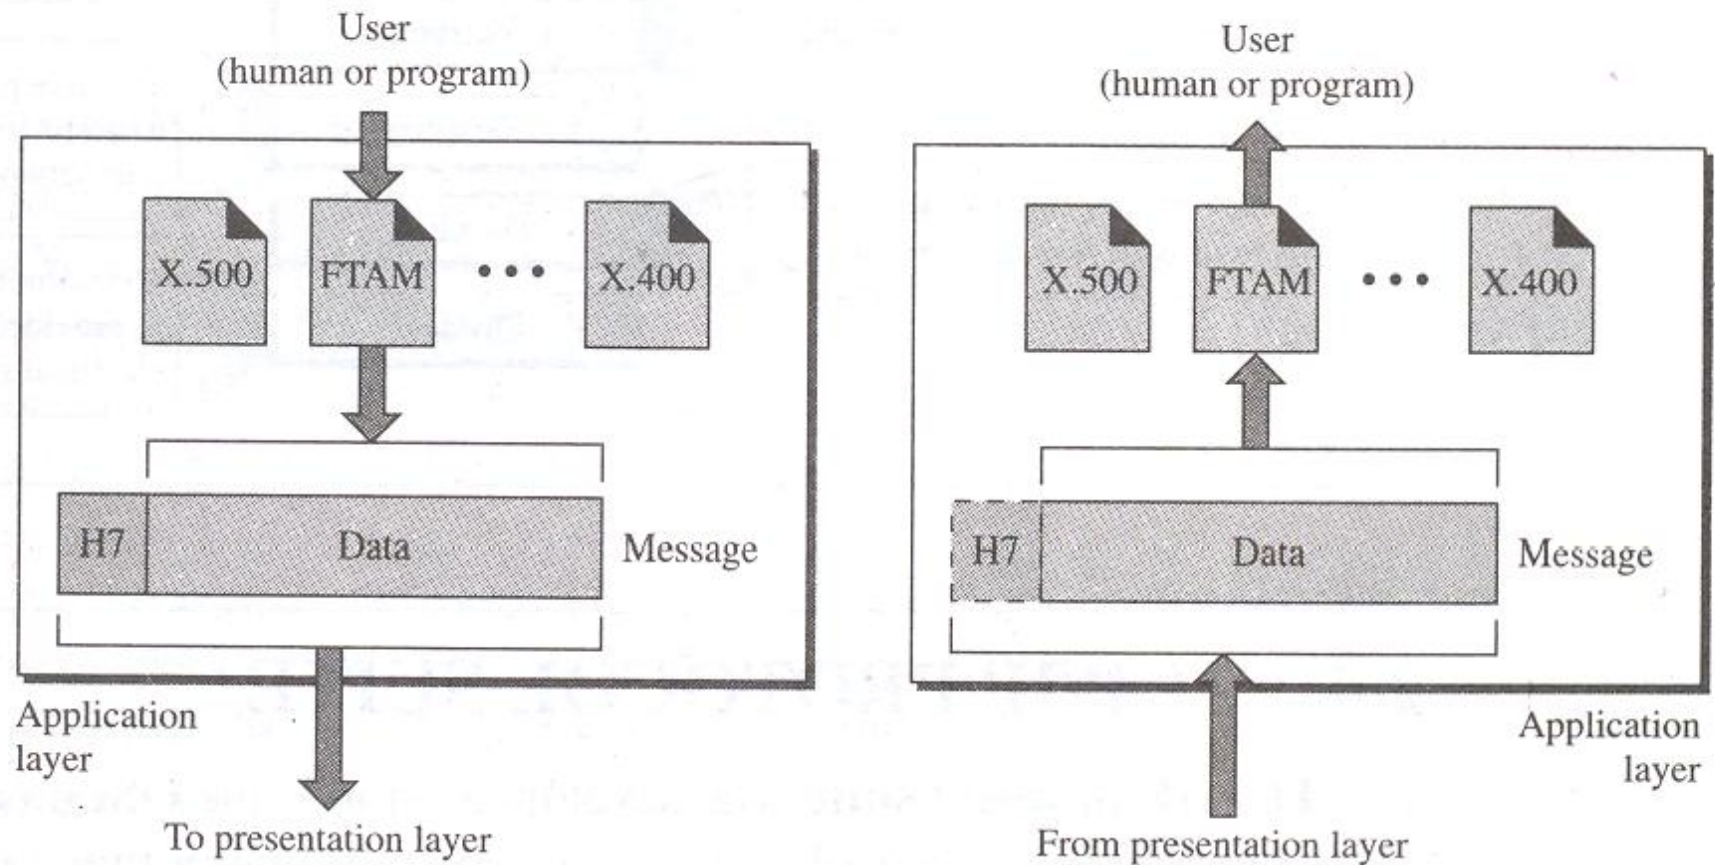 User
(human or program)
X.500
FTAM
• • •
X.400
H7
Data
Message
Application
layer
To presentation layer
User
(human or program)
X.500
FTAM
• • •
X.400
H7
Data
Message
Application
layer
From presentation layer